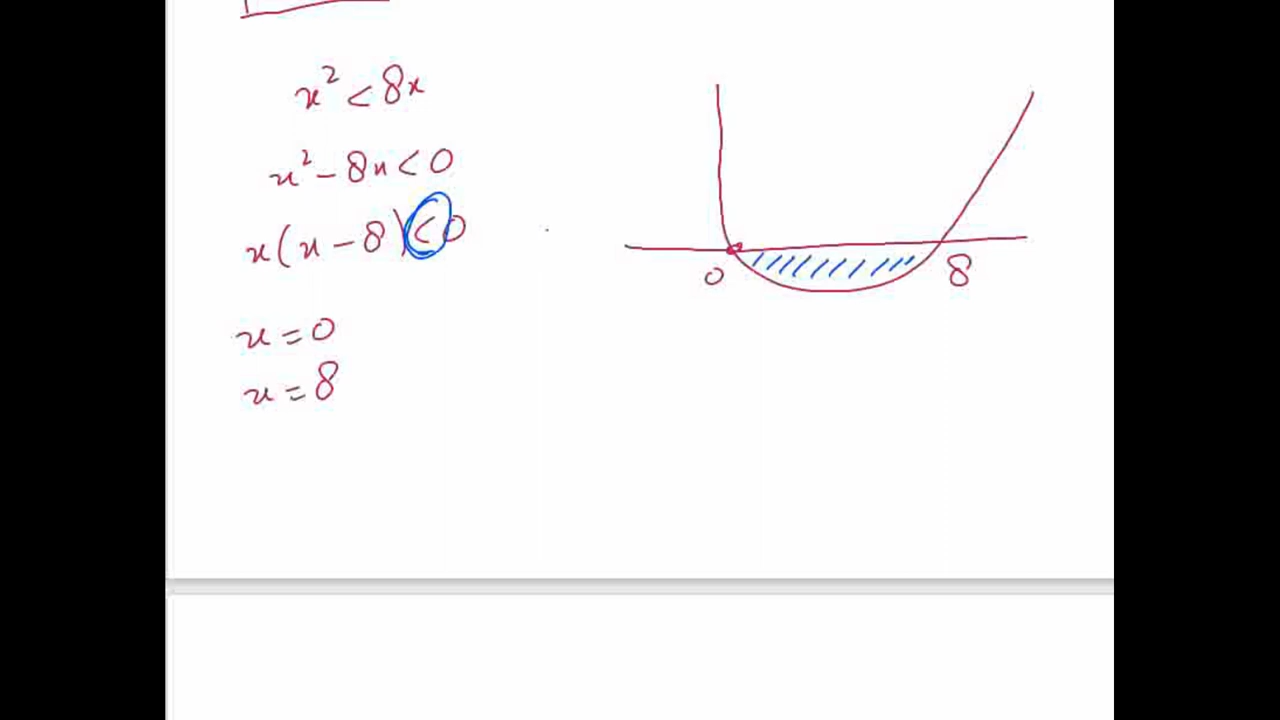 x² < 8x
x² - 8x < 0
x(x - 8) < 0
x = 0
x = 8
0
8